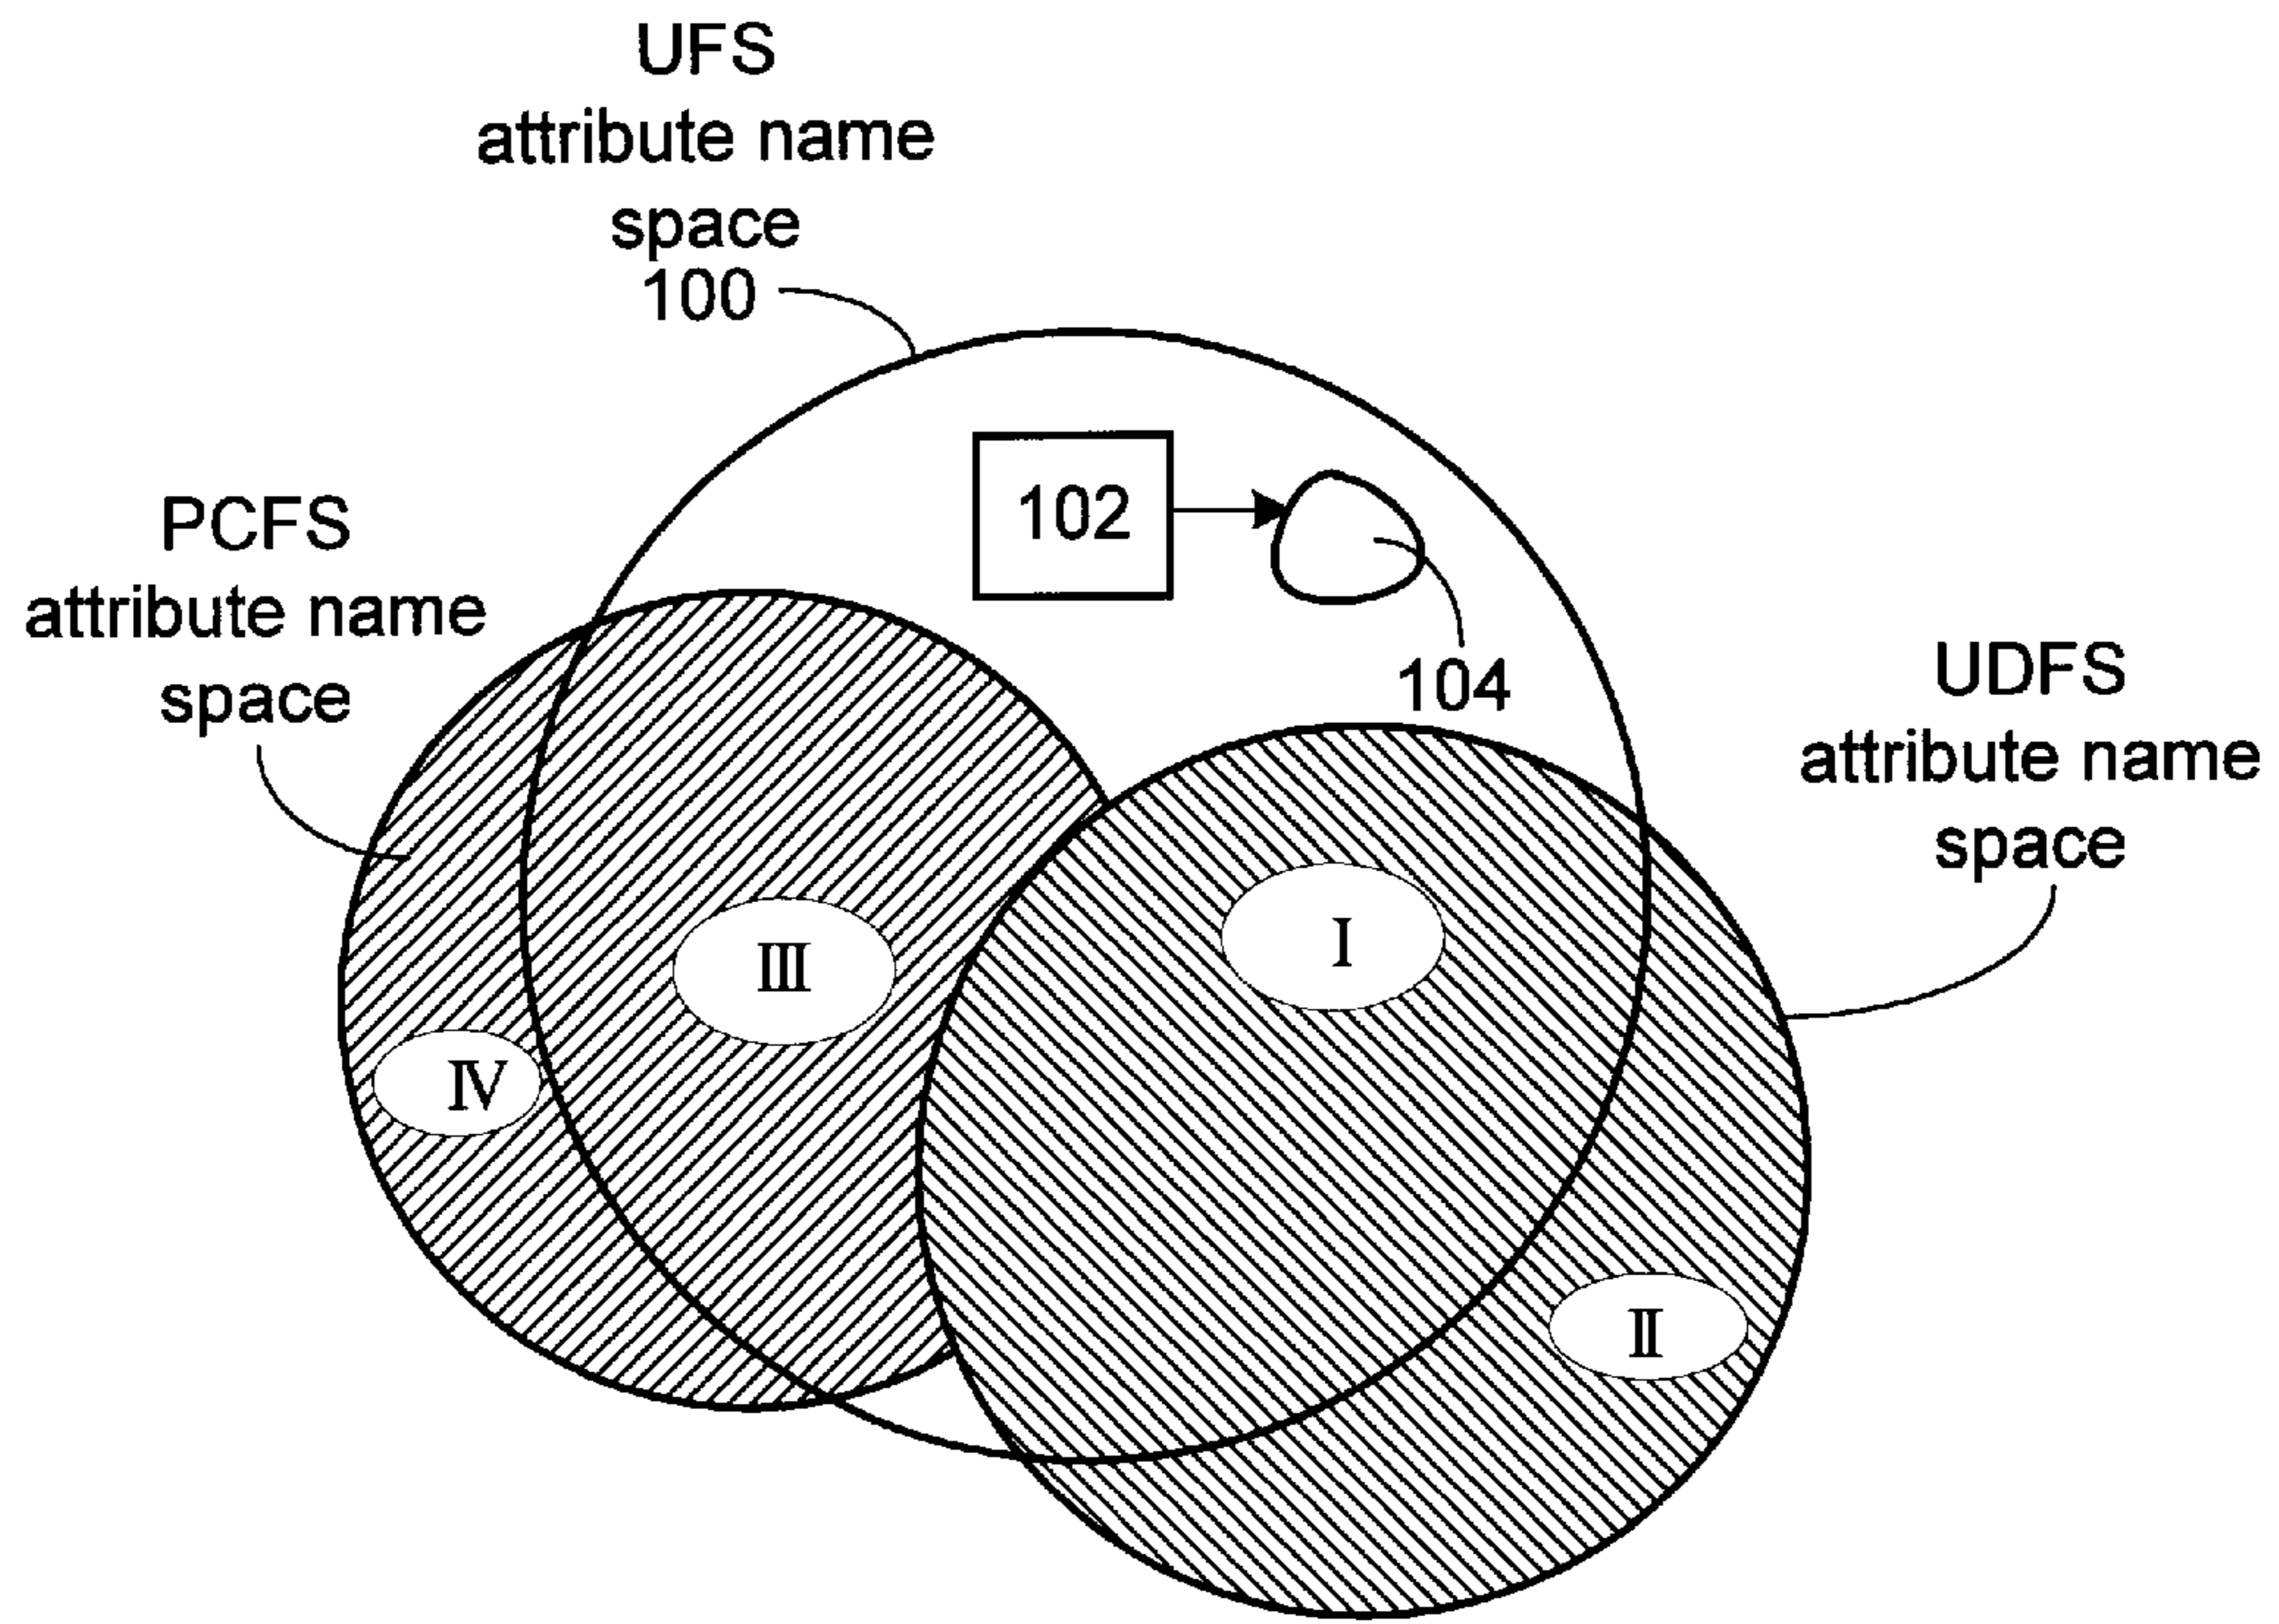 UFS
attribute name
space
100
102
104
PCFS
attribute name
space
UDFS
attribute name
space
I
III
IV
II